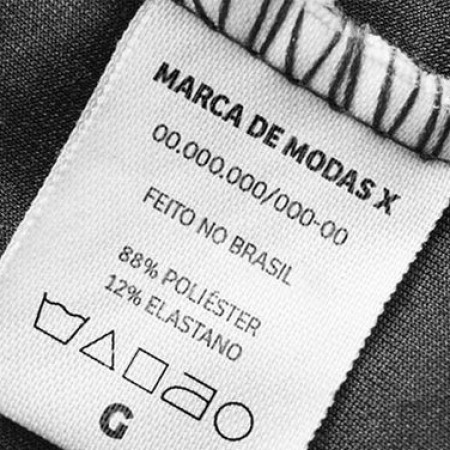 MARCA DE MODAS X
00.000.000/000-00
FEITO NO BRASIL
88% POLIÉSTER
12% ELASTANO
G